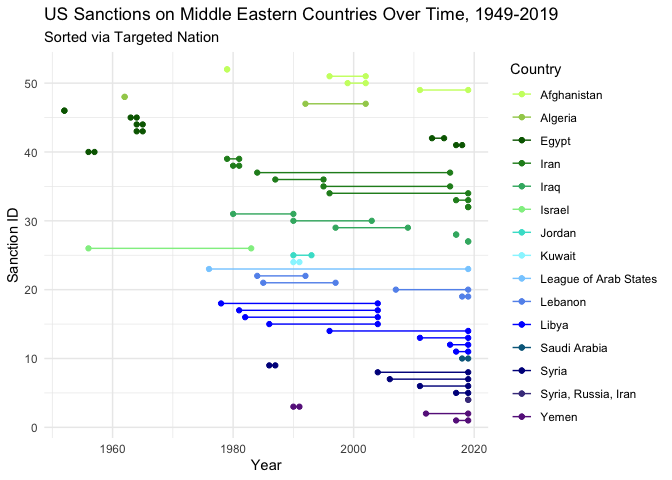 US Sanctions on Middle Eastern Countries Over Time, 1949-2019
Sorted via Targeted Nation
Sanction ID
50
40
30
20
10
0
1960
1980
2000
2020
Year
Country
Afghanistan
Algeria
Egypt
Iran
Iraq
Israel
Jordan
Kuwait
League of Arab States
Lebanon
Libya
Saudi Arabia
Syria
Syria, Russia, Iran
Yemen